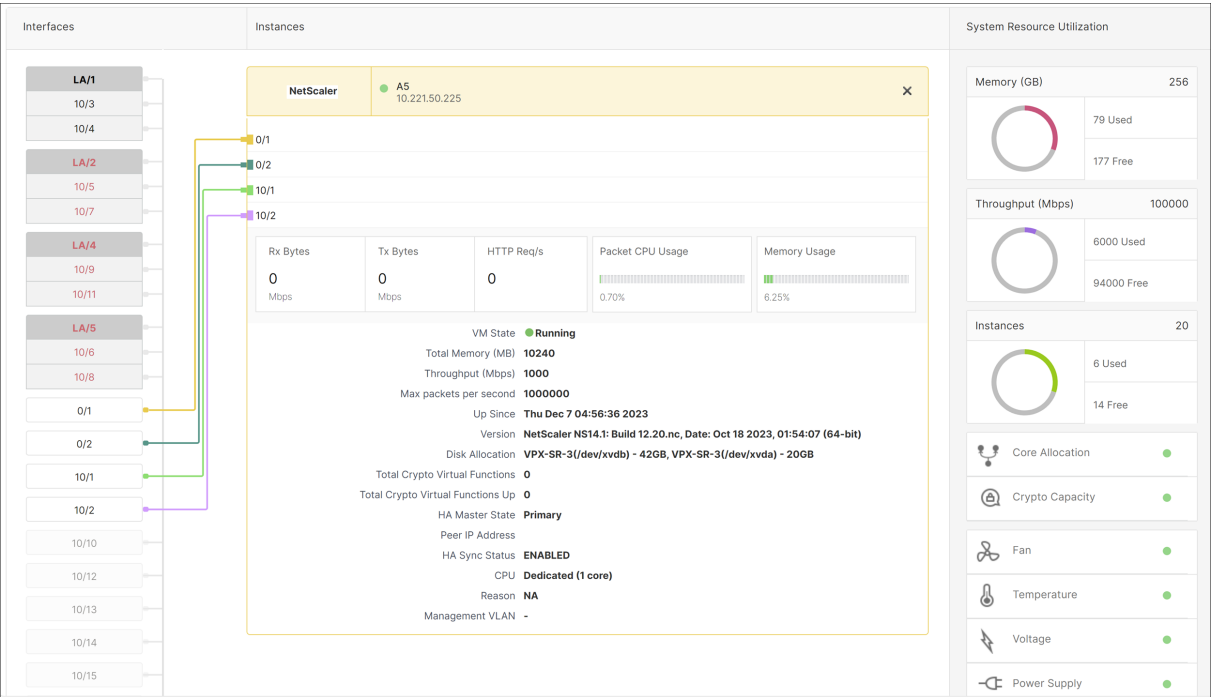 Interfaces
Instances
System Resource Utilization
LA/1
10/3
10/4
LA/2
10/5
10/7
LA/4
10/9
10/11
LA/5
10/6
10/8
0/1
0/2
10/1
10/2
10/10
10/12
10/13
10/14
10/15
NetScaler
A5
10.221.50.225
0/1
0/2
10/1
10/2
Rx Bytes
0
Mbps
Tx Bytes
0
Mbps
HTTP Req/s
0
Packet CPU Usage
0.70%
Memory Usage
6.25%
VM State Running
Total Memory (MB) 10240
Throughput (Mbps) 1000
Max packets per second 1000000
Up Since Thu Dec 7 04:56:36 2023
Version NetScaler NS14.1: Build 12.20.nc, Date: Oct 18 2023, 01:54:07 (64-bit)
Disk Allocation VPX-SR-3(/dev/xvdb) - 42GB, VPX-SR-3(/dev/xvda) - 20GB
Total Crypto Virtual Functions 0
Total Crypto Virtual Functions Up 0
HA Master State Primary
Peer IP Address
HA Sync Status ENABLED
CPU Dedicated (1 core)
Reason NA
Management VLAN -
Memory (GB) 256
79 Used
177 Free
Throughput (Mbps) 100000
6000 Used
94000 Free
Instances 20
6 Used
14 Free
Core Allocation
Crypto Capacity
Fan
Temperature
Voltage
Power Supply